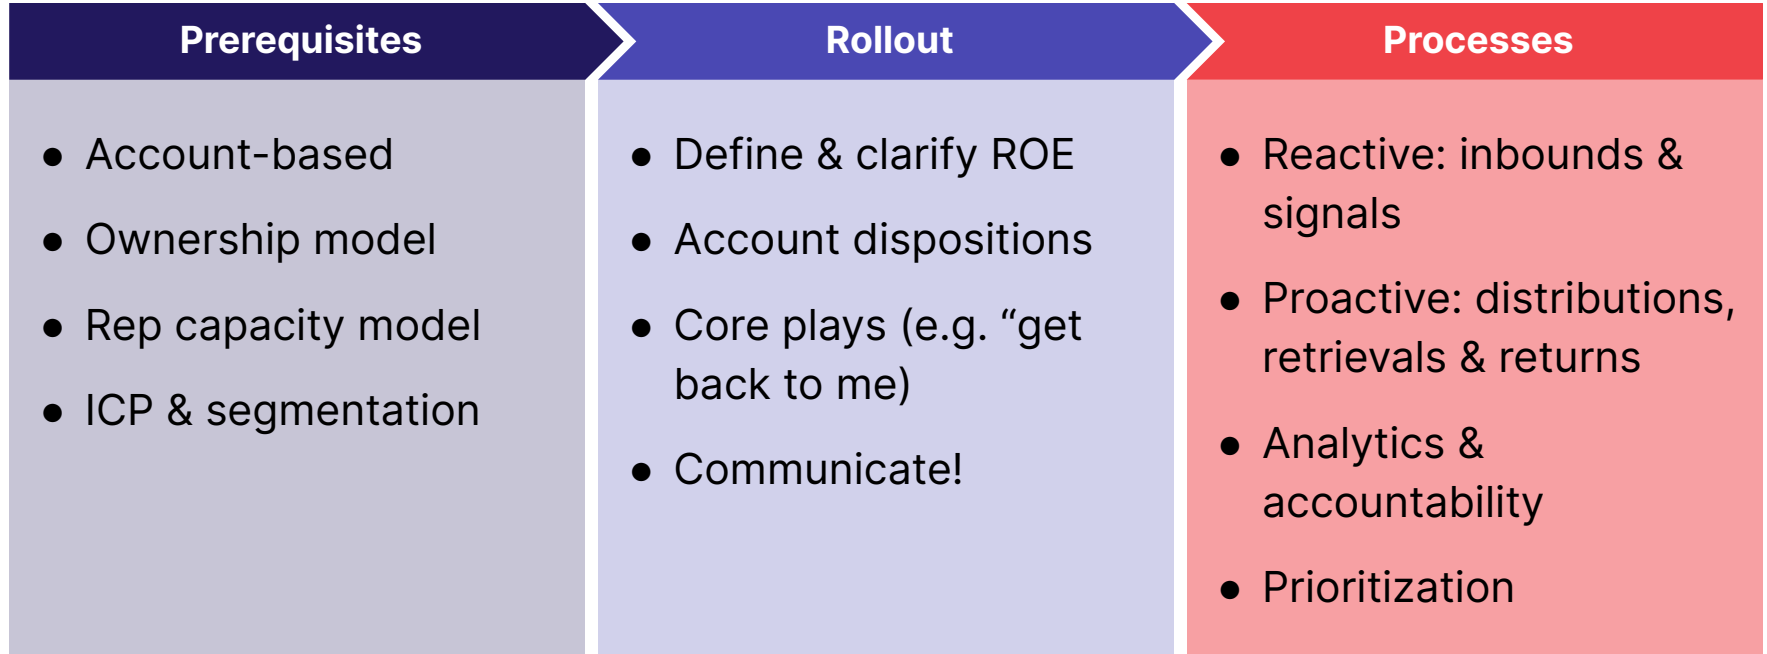 Prerequisites
● Account-based
● Ownership model
● Rep capacity model
● ICP & segmentation
Rollout
● Define & clarify ROE
● Account dispositions
● Core plays (e.g. “get
back to me)
● Communicate!
Processes
● Reactive: inbounds &
signals
● Proactive: distributions,
retrievals & returns
● Analytics &
accountability
● Prioritization